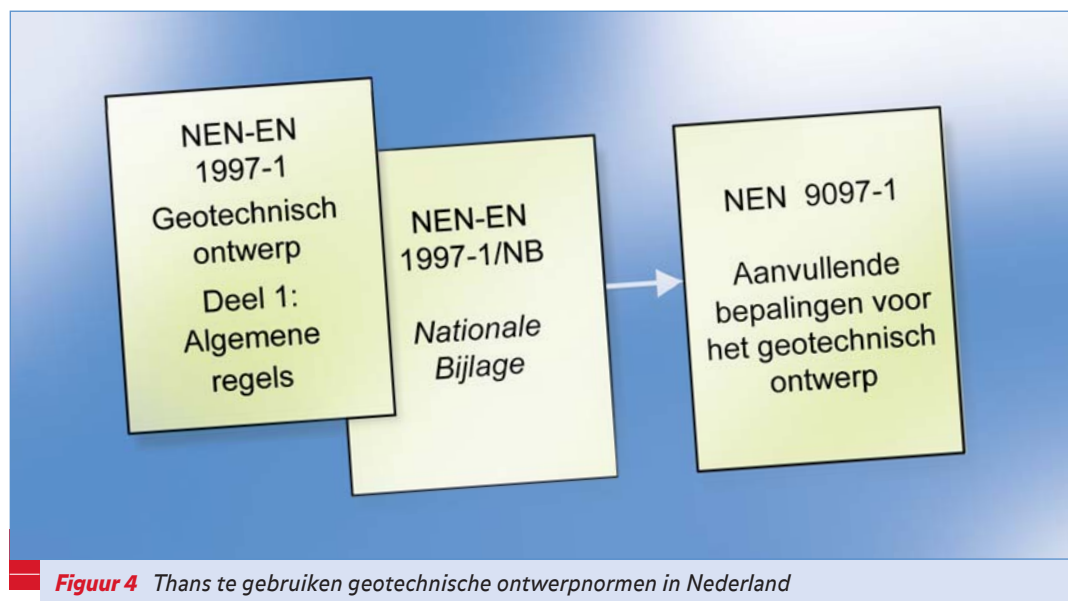 NEN-EN
1997-1
Geotechnisch
ontwerp
Deel 1:
Algemene
regels
NEN-EN
1997-1/NB
Nationale
Bijlage
NEN 9097-1
Aanvullende
bepalingen voor
het geotechnisch
ontwerp
Figuur 4 Thans te gebruiken geotechnische ontwerpnormen in Nederland